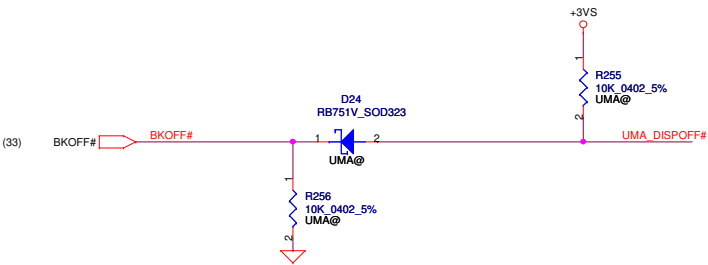 +3VS
1
R255
10K_0402_5%
UMA@
2
D24
RB751V_SOD323
(33)
BKOFF#
BKOFF#
1
2
UMA_DISPOFF#
UMA@
1
R256
10K_0402_5%
UMA@
2